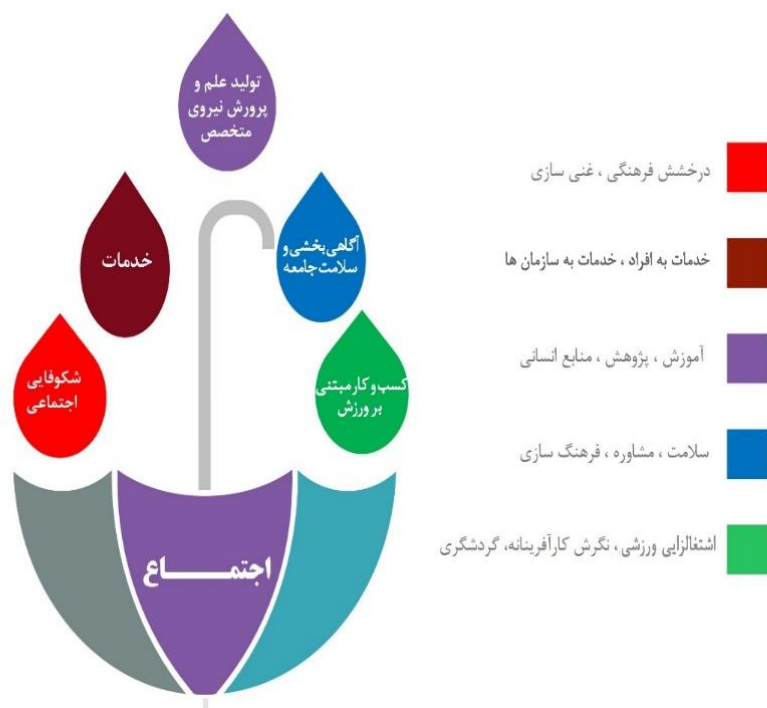 تولید علم و
پرورش نیروی
متخصص
خدمات
آگاهی بخشی و
سلامت جامعه
شکوفایی
اجتماعی
کسب و کار مبتنی
بر ورزش
اجتمـــــاع
درخشش فرهنگی ، غنی سازی
خدمات به افراد ، خدمات به سازمان ها
آموزش ، پژوهش ، منابع انسانی
سلامت ، مشاوره ، فرهنگ سازی
اشتغالزایی ورزشی ، نگرش کارآفرینانه، گردشگری